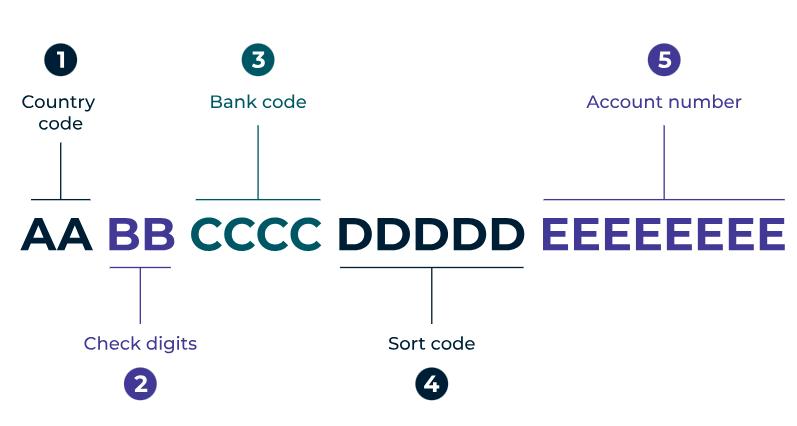 1
3
5
Country
code
Bank code
Account number
AA BB CCCC DDDDD EEEEEEEE
Check digits
Sort code
2
4